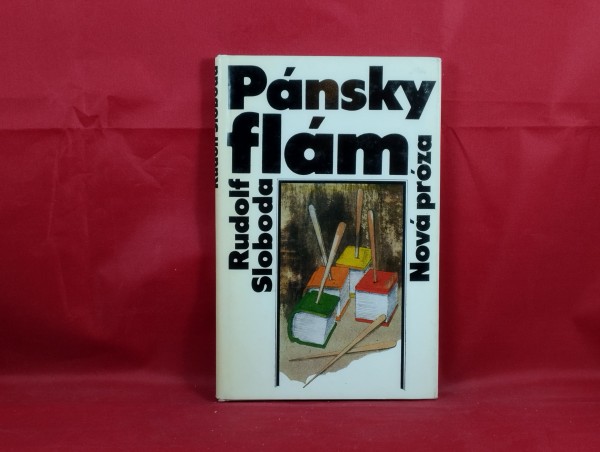 Pánsky
flám
Rudolf
Sloboda
Nová próza
Rudolf Sloboda